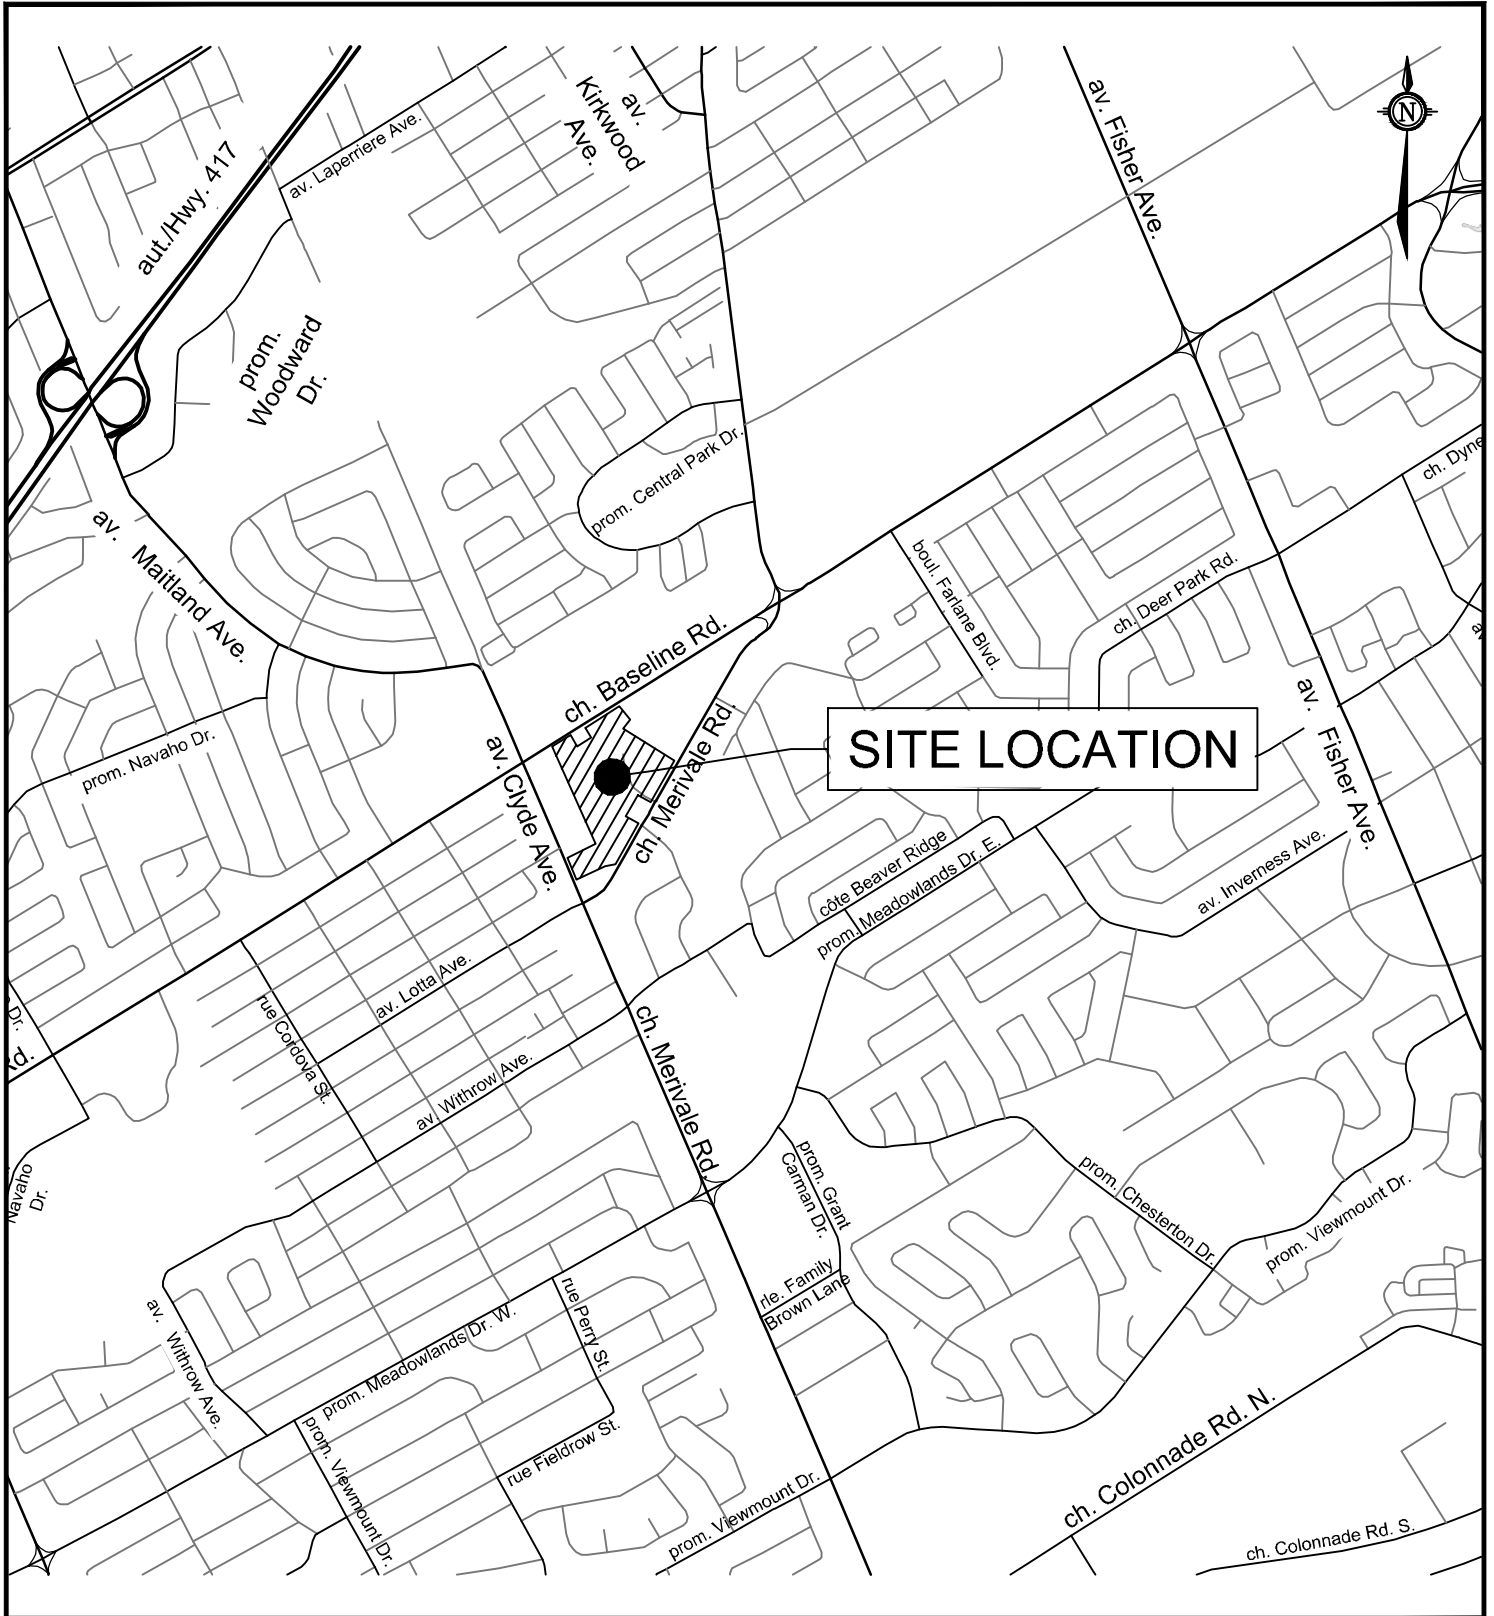 av.
Kirkwood
Ave.
av. Fisher Ave.
N
av. Laperriere Ave.
aut./Hwy. 417
prom.
Woodward
Dr.
prom. Central Park Dr.
ch. Dyne
av. Maitland Ave.
boul. Farlane Blvd.
ch. Deer Park Rd.
ch. Baseline Rd.
prom. Navaho Dr.
av. Clyde Ave.
ch. Merivale Rd.
SITE LOCATION
av. Fisher Ave.
côte Beaver Ridge
prom. Meadowlands Dr. E.
av. Inverness Ave.
av. Lotta Ave.
rue Cordova St.
Dr.
Rd.
av. Withrow Ave.
ch. Merivale Rd.
Navaho
Dr.
prom. Grant
Carman Dr.
prom. Chesterton Dr.
prom. Viewmount Dr.
rle. Family
Brown Lane
av. Withrow Ave.
prom. Meadowlands Dr. W.
rue Perry St.
rue Fieldrow St.
prom. Viewmount Dr.
prom. Viewmount Dr.
ch. Colonnade Rd. N.
ch. Colonnade Rd. S.